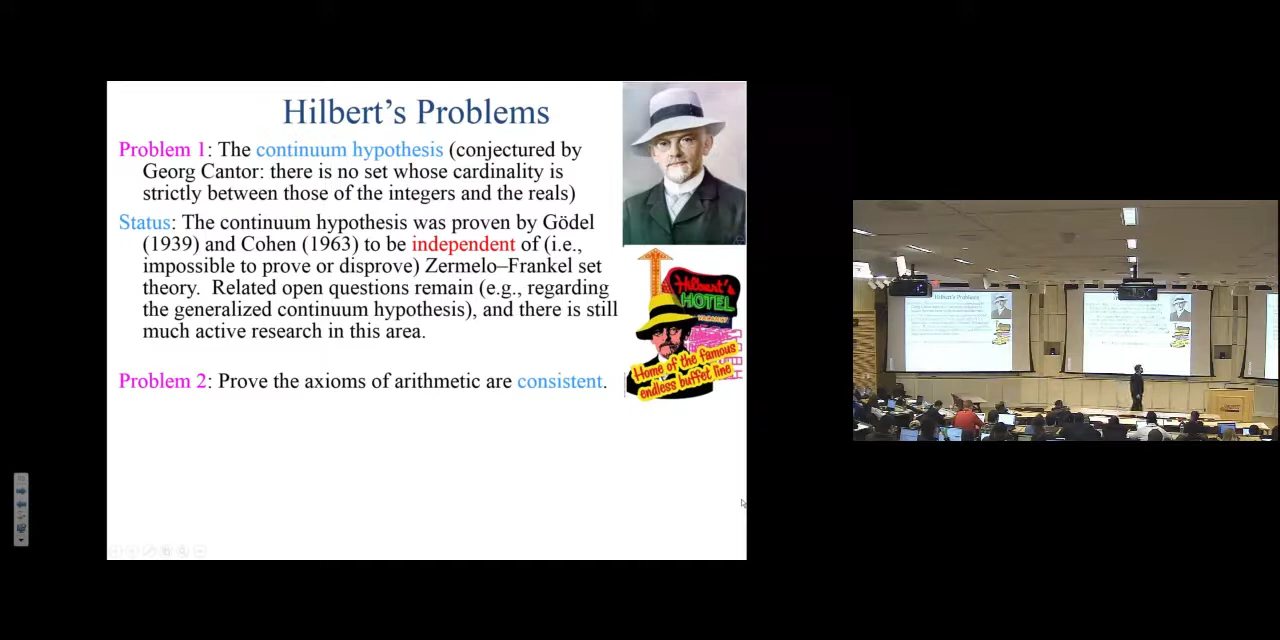 Hilbert's Problems
Problem 1: The continuum hypothesis (conjectured by
Georg Cantor: there is no set whose cardinality is
strictly between those of the integers and the reals)
Status: The continuum hypothesis was proven by Gödel
(1939) and Cohen (1963) to be independent of (i.e.,
impossible to prove or disprove) Zermelo–Frankel set
theory. Related open questions remain (e.g., regarding
the generalized continuum hypothesis), and there is still
much active research in this area.
Problem 2: Prove the axioms of arithmetic are consistent.
Hilbert's
HOTEL
Home of the famous
endless buffet line
Hilbert's Problems